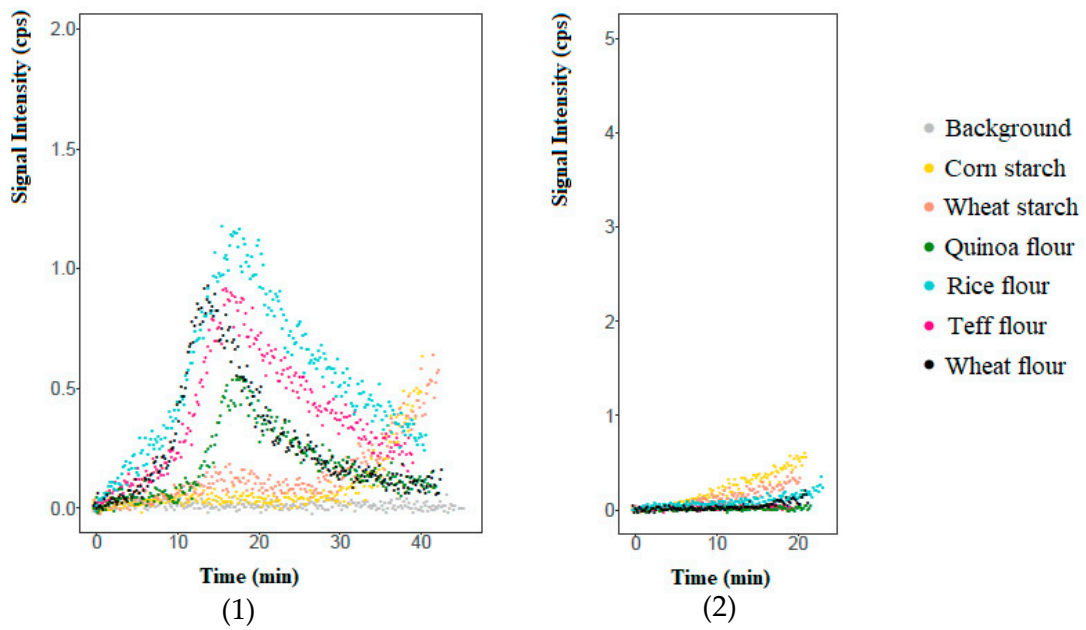 Signal Intensity (cps)
2.0
1.5
1.0
0.5
0.0
0 10 20 30 40
Time (min)
(1)
Signal Intensity (cps)
5
4
3
2
1
0
0 10 20
Time (min)
(2)
Background
Corn starch
Wheat starch
Quinoa flour
Rice flour
Teff flour
Wheat flour